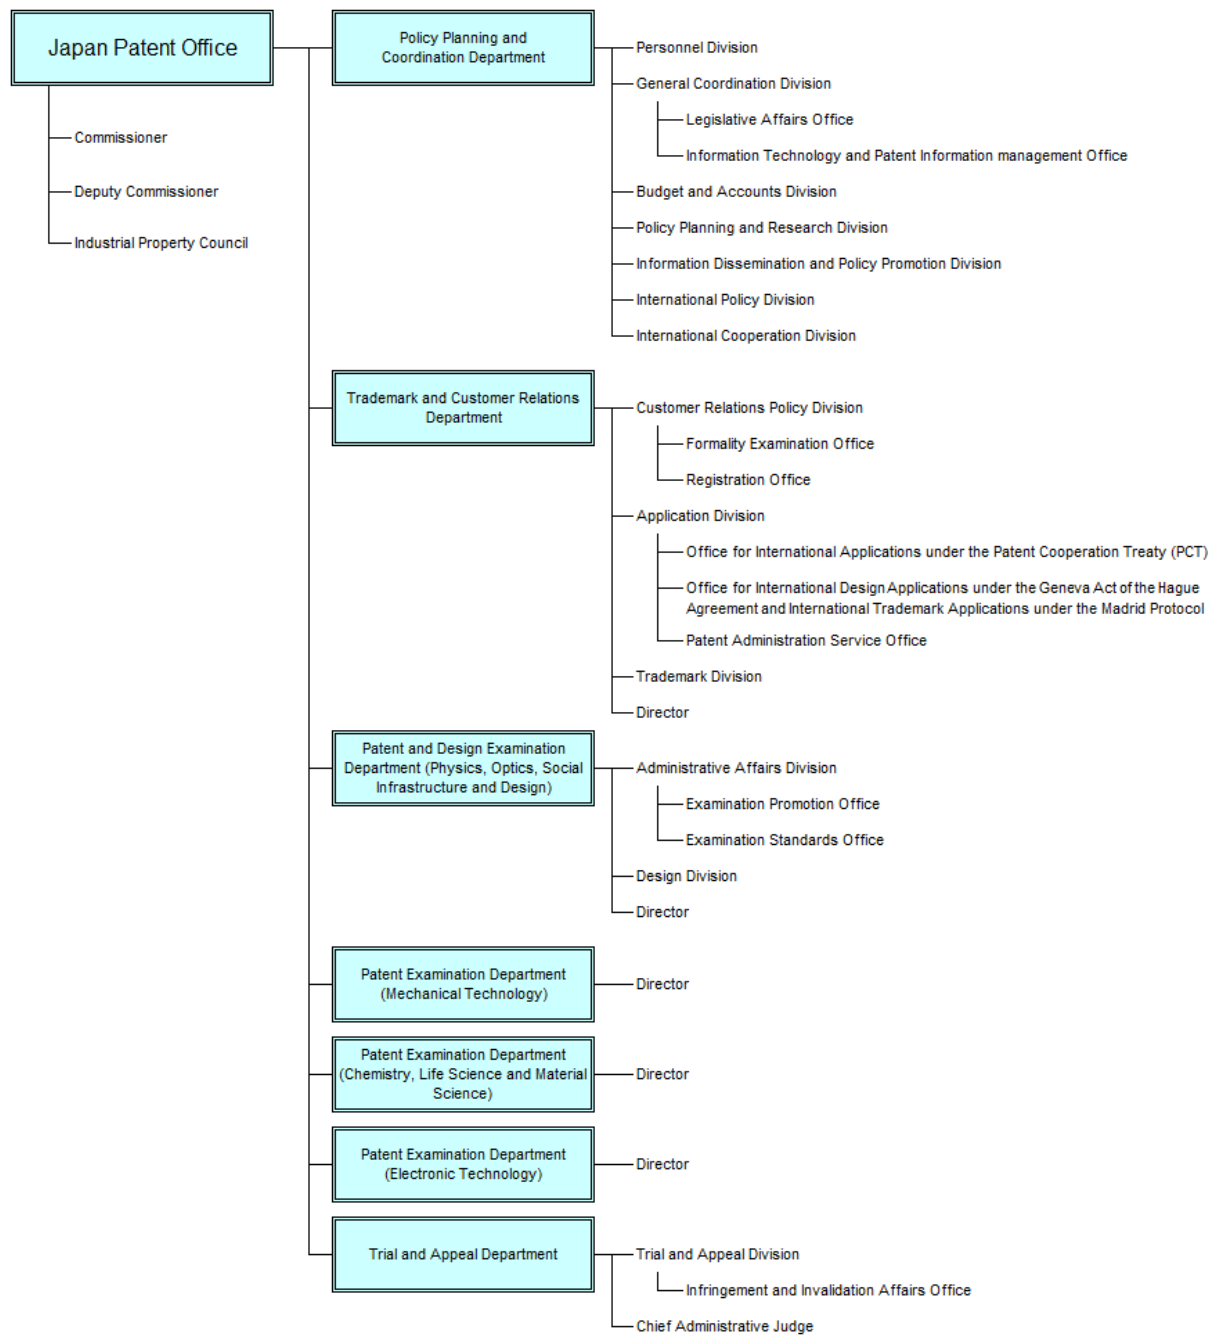 Japan Patent Office
Commissioner
Deputy Commissioner
Industrial Property Council
Policy Planning and
Coordination Department
Personnel Division
General Coordination Division
Legislative Affairs Office
Information Technology and Patent Information management Office
Budget and Accounts Division
Policy Planning and Research Division
Information Dissemination and Policy Promotion Division
International Policy Division
International Cooperation Division
Trademark and Customer Relations
Department
Customer Relations Policy Division
Formality Examination Office
Registration Office
Application Division
Office for International Applications under the Patent Cooperation Treaty (PCT)
Office for International Design Applications under the Geneva Act of the Hague
Agreement and International Trademark Applications under the Madrid Protocol
Patent Administration Service Office
Trademark Division
Director
Patent and Design Examination
Department (Physics, Optics, Social
Infrastructure and Design)
Administrative Affairs Division
Examination Promotion Office
Examination Standards Office
Design Division
Director
Patent Examination Department
(Mechanical Technology)
Director
Patent Examination Department
(Chemistry, Life Science and Material
Science)
Director
Patent Examination Department
(Electronic Technology)
Director
Trial and Appeal Department
Trial and Appeal Division
Infringement and Invalidation Affairs Office
Chief Administrative Judge